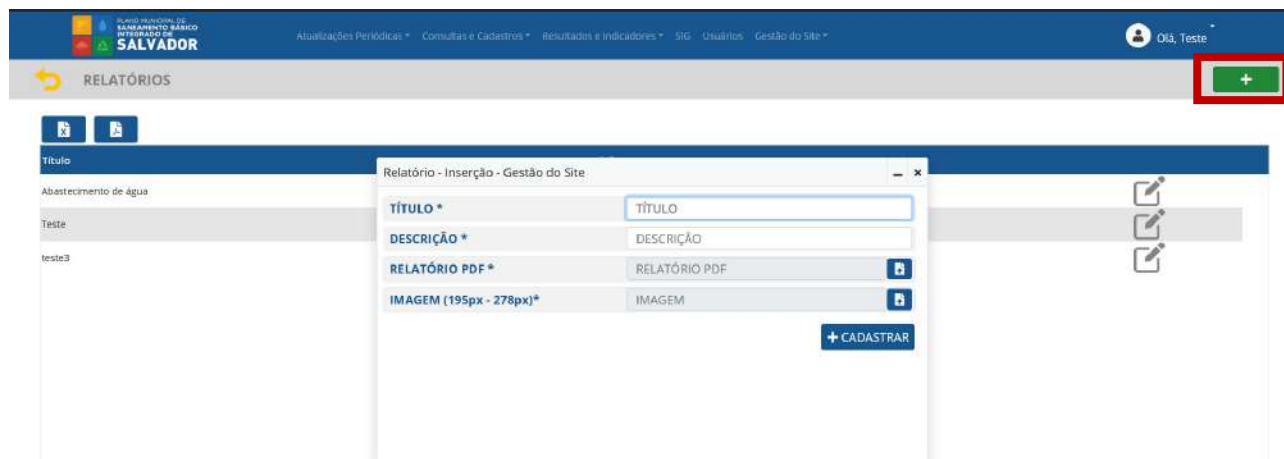 PLANO MUNICIPAL DE
SANEAMENTO BÁSICO
INTEGRADO DE
SALVADOR
Atualizações Periódicas Consultas e Cadastros Resultados e Indicadores SIG Usuários Gestão do Site
Olá, Teste
RELATÓRIOS
+
Título
Abastecimento de água
Teste
teste3
Relatório - Inserção - Gestão do Site
TÍTULO * TÍTULO
DESCRIÇÃO * DESCRIÇÃO
RELATÓRIO PDF * RELATÓRIO PDF
IMAGEM (195px - 278px)* IMAGEM
+ CADASTRAR